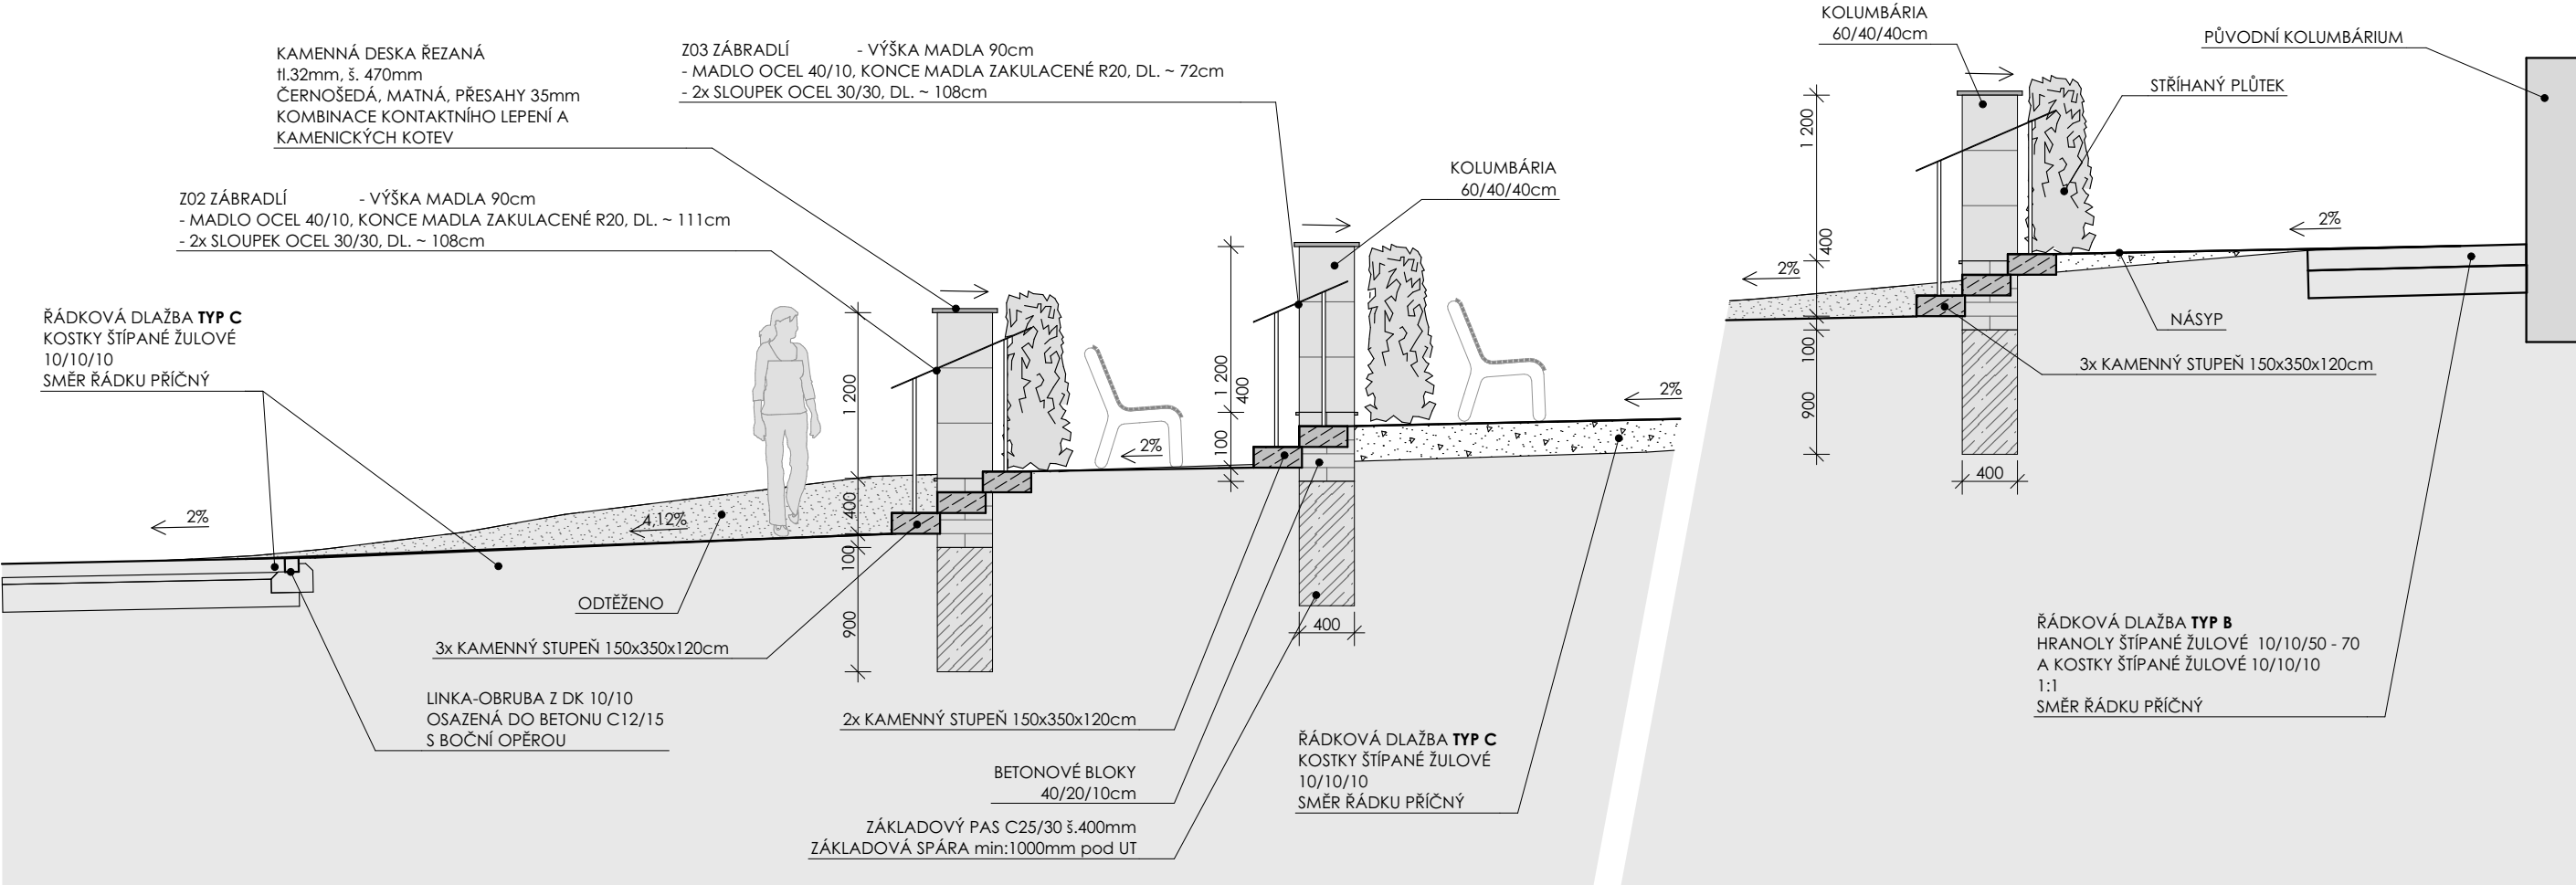 KAMENNÁ DESKA ŘEZANÁ
tl.32mm, š. 470mm
ČERNOŠEDÁ, MATNÁ, PŘESAHY 35mm
KOMBINACE KONTAKTNÍHO LEPENÍ A
KAMENICKÝCH KOTEV
Z03 ZÁBRADLÍ - VÝŠKA MADLA 90cm
- MADLO OCEL 40/10, KONCE MADLA ZAKULACENÉ R20, DL. ~ 72cm
- 2x SLOUPEK OCEL 30/30, DL. ~ 108cm
Z02 ZÁBRADLÍ - VÝŠKA MADLA 90cm
- MADLO OCEL 40/10, KONCE MADLA ZAKULACENÉ R20, DL. ~ 111cm
- 2x SLOUPEK OCEL 30/30, DL. ~ 108cm
KOLUMBÁRIA
60/40/40cm
ŘÁDKOVÁ DLAŽBA TYP C
KOSTKY ŠTÍPANÉ ŽULOVÉ
10/10/10
SMĚR ŘÁDKU PŘÍČNÝ
2%
4,12%
2%
2%
1 200
400
100
900
1 200
400
100
400
ODTĚŽENO
3x KAMENNÝ STUPEŇ 150x350x120cm
LINKA-OBRUBA Z DK 10/10
OSAZENÁ DO BETONU C12/15
S BOČNÍ OPĚROU
2x KAMENNÝ STUPEŇ 150x350x120cm
BETONOVÉ BLOKY
40/20/10cm
ZÁKLADOVÝ PAS C25/30 š.400mm
ZÁKLADOVÁ SPÁRA min:1000mm pod UT
ŘÁDKOVÁ DLAŽBA TYP C
KOSTKY ŠTÍPANÉ ŽULOVÉ
10/10/10
SMĚR ŘÁDKU PŘÍČNÝ
KOLUMBÁRIA
60/40/40cm
PŮVODNÍ KOLUMBÁRIUM
STŘÍHANÝ PLŮTEK
2%
2%
1 200
400
100
900
400
NÁSYP
3x KAMENNÝ STUPEŇ 150x350x120cm
ŘÁDKOVÁ DLAŽBA TYP B
HRANOLY ŠTÍPANÉ ŽULOVÉ 10/10/50 - 70
A KOSTKY ŠTÍPANÉ ŽULOVÉ 10/10/10
1:1
SMĚR ŘÁDKU PŘÍČNÝ